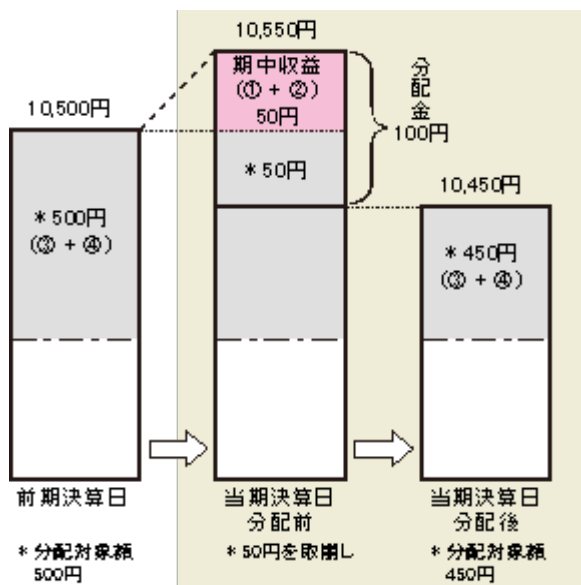 10,550円
期中収益
(① + ②)
50円
分配金
100円
10,500円
＊50円
10,450円
＊500円
(③ + ④)
＊450円
(③ + ④)
前期決算日
当期決算日
分配前
当期決算日
分配後
＊分配対象額
500円
＊50円を取崩し
＊分配対象額
450円